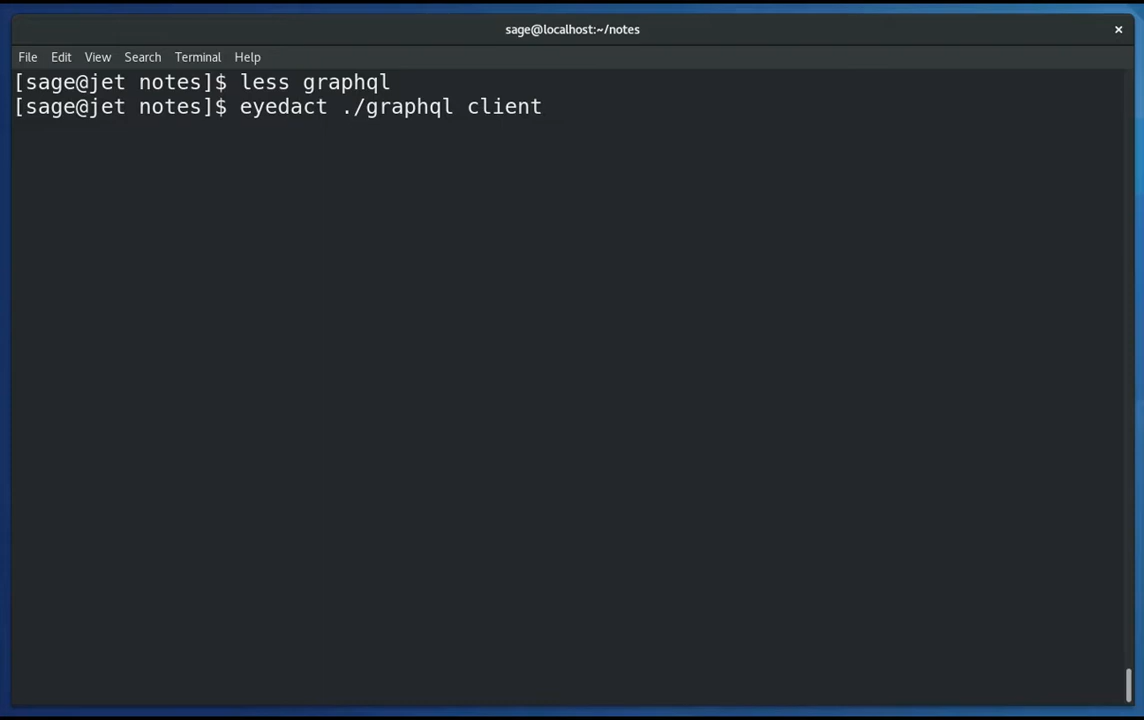 sage@localhost:~/notes ×
File Edit View Search Terminal Help
[sage@jet notes]$ less graphql
[sage@jet notes]$ eyedact ./graphql client